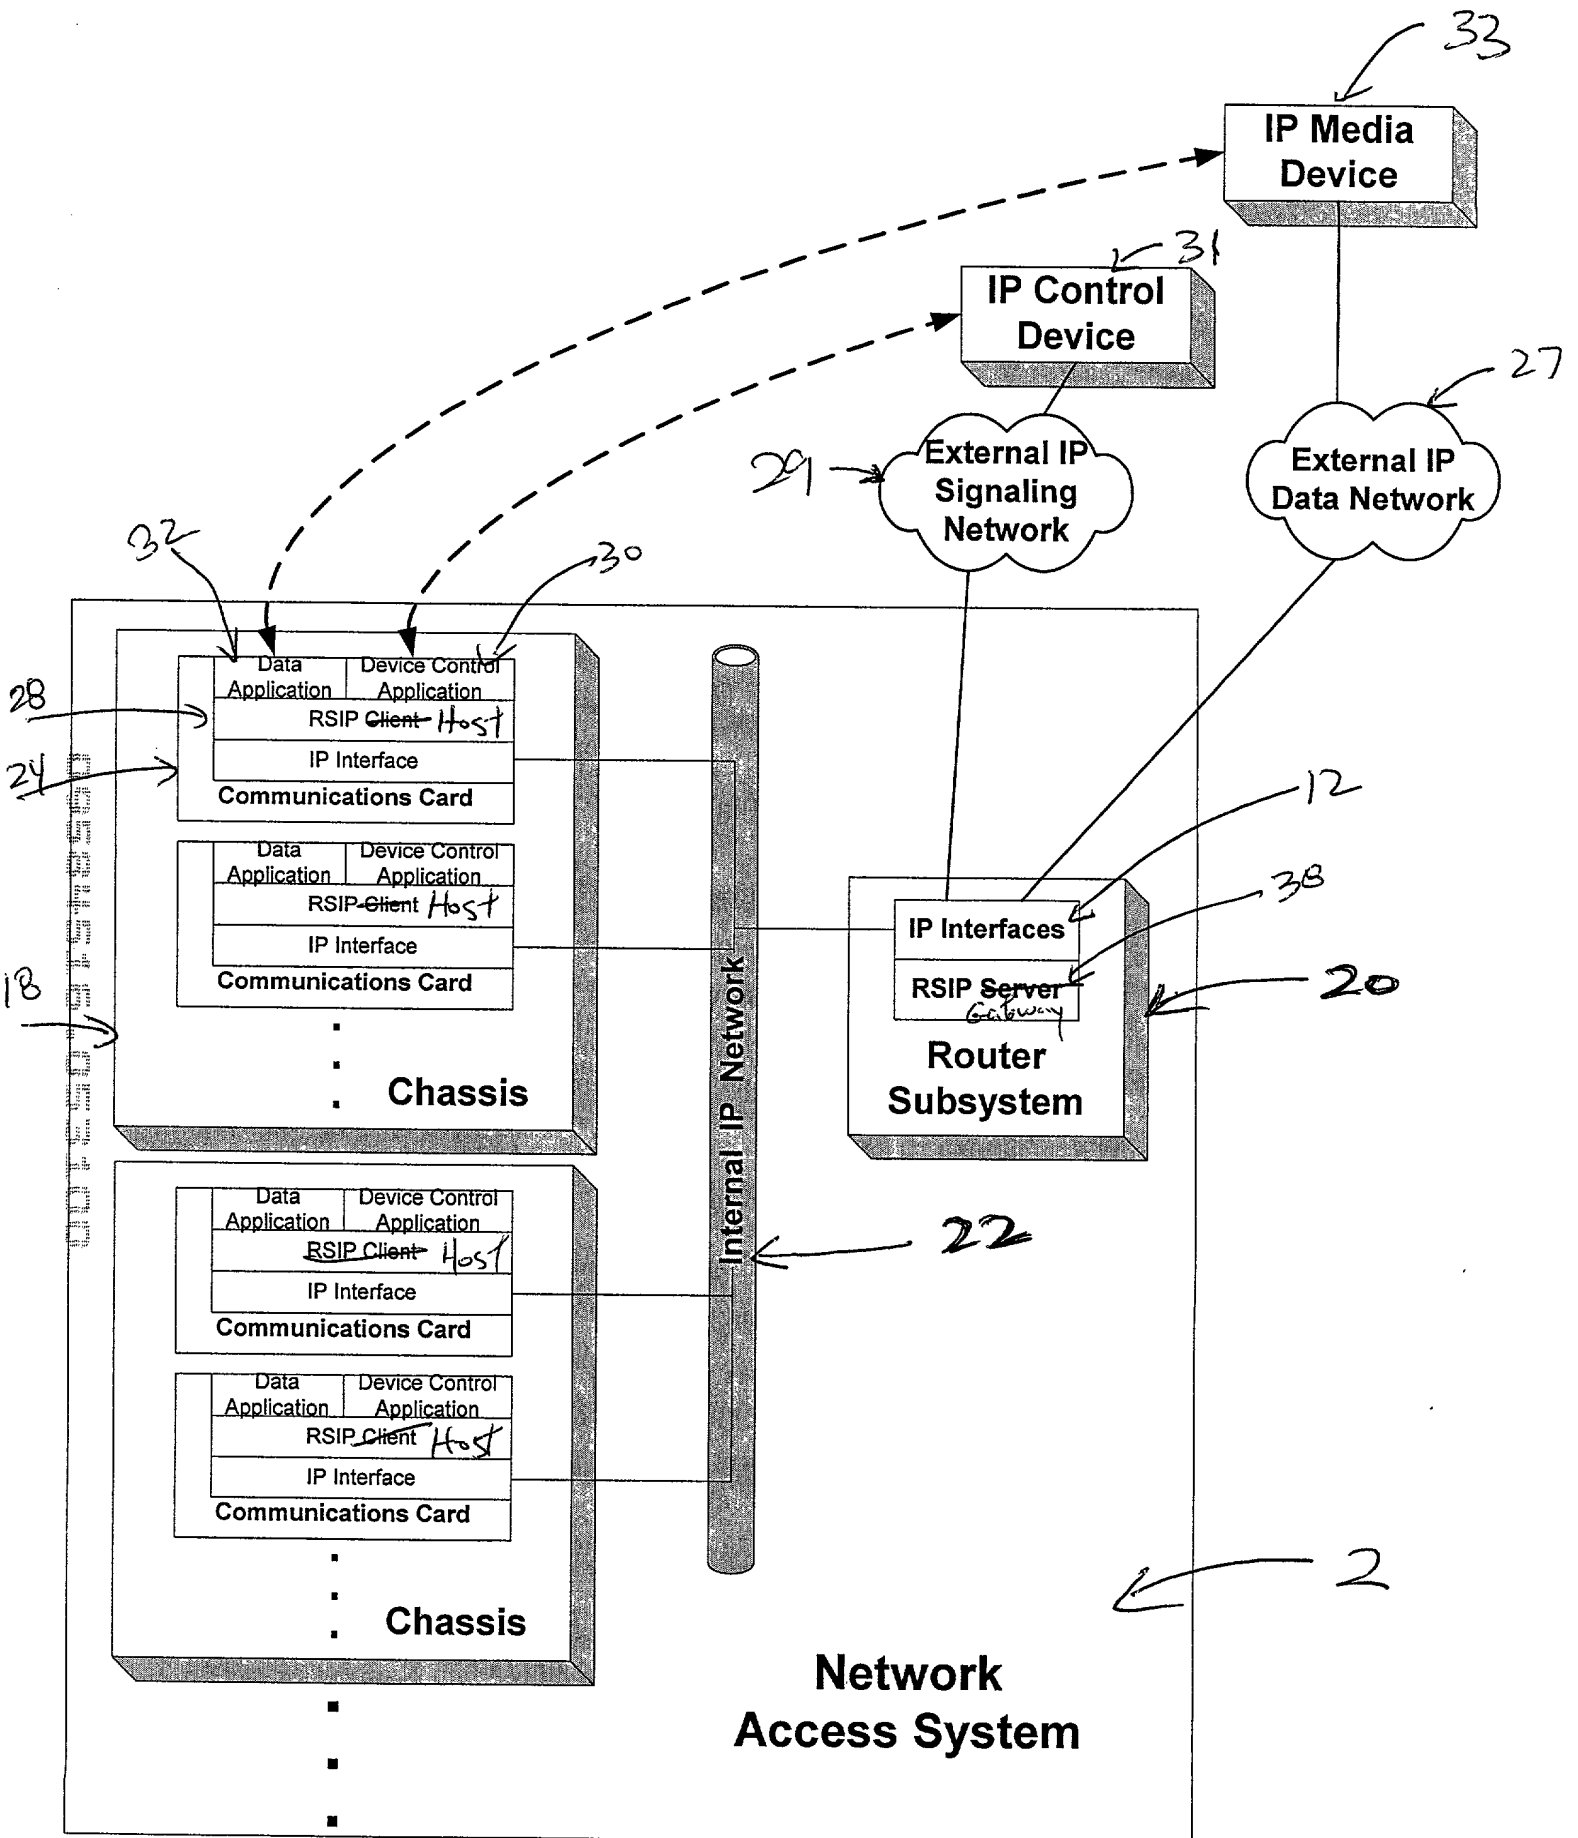 33
IP Media
Device
31
IP Control
Device
27
External IP
Signaling
Network
29
External IP
Data Network
32
30
Data
Application
Device Control
Application
28
RSIP Client Host
IP Interface
24
Communications Card
Data
Application
Device Control
Application
RSIP Client Host
IP Interface
Communications Card
18
Chassis
Internal IP Network
12
38
IP Interfaces
RSIP Server
Gateway
20
Router
Subsystem
Data
Application
Device Control
Application
RSIP Client Host
IP Interface
Communications Card
22
Data
Application
Device Control
Application
RSIP Client Host
IP Interface
Communications Card
Chassis
2
Network
Access System